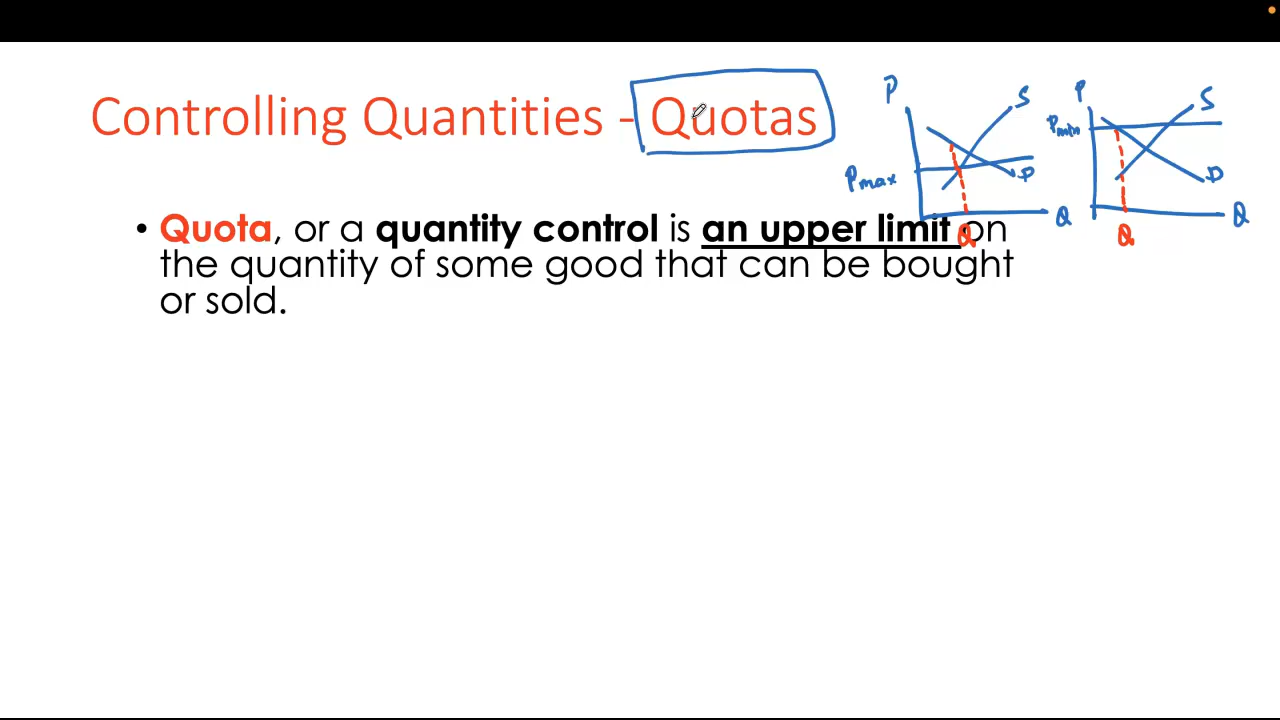 Controlling Quantities - Quotas
• Quota, or a quantity control is an upper limit on
the quantity of some good that can be bought
or sold.
P
S
Pmax
D
Q
Q
P
S
Pmin
D
Q
Q